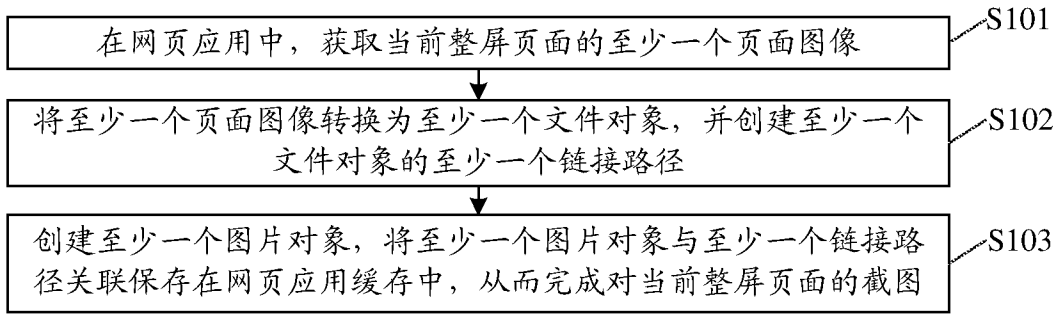 在网页应用中，获取当前整屏页面的至少一个页面图像
S101
将至少一个页面图像转换为至少一个文件对象，并创建至少一个
文件对象的至少一个链接路径
S102
创建至少一个图片对象，将至少一个图片对象与至少一个链接路
径关联保存在网页应用缓存中，从而完成对当前整屏页面的截图
S103